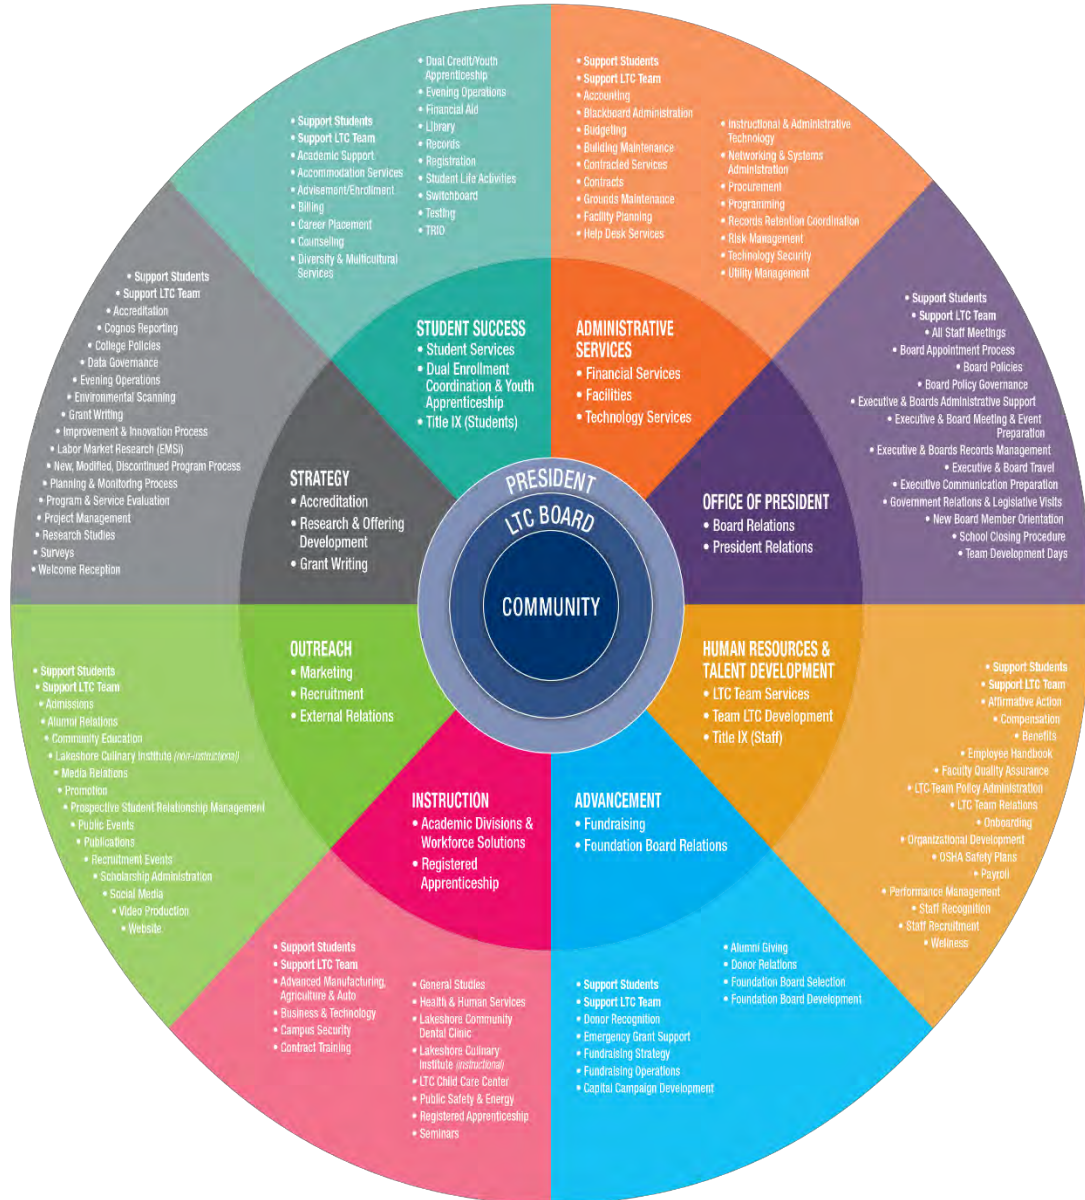 • Support Students
• Support LTC Team
• Academic Support
• Accommodation Services
• Advisement/Enrollment
• Billing
• Career Placement
• Counseling
• Diversity & Multicultural
Services
• Dual Credit/Youth
Apprenticeship
• Evening Operations
• Financial Aid
• Library
• Records
• Registration
• Student Life Activities
• Switchboard
• Testing
• TRIO
• Support Students
• Support LTC Team
• Accounting
• Blackboard Administration
• Budgeting
• Building Maintenance
• Contracted Services
• Contracts
• Grounds Maintenance
• Facility Planning
• Help Desk Services
• Instructional & Administrative
Technology
• Networking & Systems
Administration
• Procurement
• Programming
• Records Retention Coordination
• Risk Management
• Technology Security
• Utility Management
STUDENT SUCCESS
• Student Services
• Dual Enrollment
Coordination & Youth
Apprenticeship
• Title IX (Students)
ADMINISTRATIVE
SERVICES
• Financial Services
• Facilities
• Technology Services
• Support Students
• Support LTC Team
• Accreditation
• Cognos Reporting
• College Policies
• Data Governance
• Evening Operations
• Environmental Scanning
• Grant Writing
• Improvement & Innovation Process
• Labor Market Research (EMSI)
• New, Modified, Discontinued Program Process
• Planning & Monitoring Process
• Program & Service Evaluation
• Project Management
• Research Studies
• Surveys
• Welcome Reception
STRATEGY
• Accreditation
• Research & Offering
Development
• Grant Writing
PRESIDENT
LTC BOARD
COMMUNITY
OFFICE OF PRESIDENT
• Board Relations
• President Relations
• Support Students
• Support LTC Team
• All Staff Meetings
• Board Appointment Process
• Board Policies
• Board Policy Governance
• Executive & Boards Administrative Support
• Executive & Board Meeting & Event
Preparation
• Executive & Boards Records Management
• Executive & Board Travel
• Executive Communication Preparation
• Government Relations & Legislative Visits
• New Board Member Orientation
• School Closing Procedure
• Team Development Days
• Support Students
• Support LTC Team
• Admissions
• Alumni Relations
• Community Education
• Lakeshore Culinary Institute (non-instructional)
• Media Relations
• Promotion
• Prospective Student Relationship Management
• Public Events
• Publications
• Recruitment Events
• Scholarship Administration
• Social Media
• Video Production
• Website
OUTREACH
• Marketing
• Recruitment
• External Relations
HUMAN RESOURCES &
TALENT DEVELOPMENT
• LTC Team Services
• Team LTC Development
• Title IX (Staff)
• Support Students
• Support LTC Team
• Affirmative Action
• Compensation
• Benefits
• Employee Handbook
• Faculty Quality Assurance
• LTC Team Policy Administration
• LTC Team Relations
• Onboarding
• Organizational Development
• OSHA Safety Plans
• Payroll
• Performance Management
• Staff Recognition
• Staff Recruitment
• Wellness
INSTRUCTION
• Academic Divisions &
Workforce Solutions
• Registered
Apprenticeship
ADVANCEMENT
• Fundraising
• Foundation Board Relations
• Support Students
• Support LTC Team
• Advanced Manufacturing,
Agriculture & Auto
• Business & Technology
• Campus Security
• Contract Training
• General Studies
• Health & Human Services
• Lakeshore Community
Dental Clinic
• Lakeshore Culinary
Institute (instructional)
• LTC Child Care Center
• Public Safety & Energy
• Registered Apprenticeship
• Seminars
• Support Students
• Support LTC Team
• Donor Recognition
• Emergency Grant Support
• Fundraising Strategy
• Fundraising Operations
• Capital Campaign Development
• Alumni Giving
• Donor Relations
• Foundation Board Selection
• Foundation Board Development